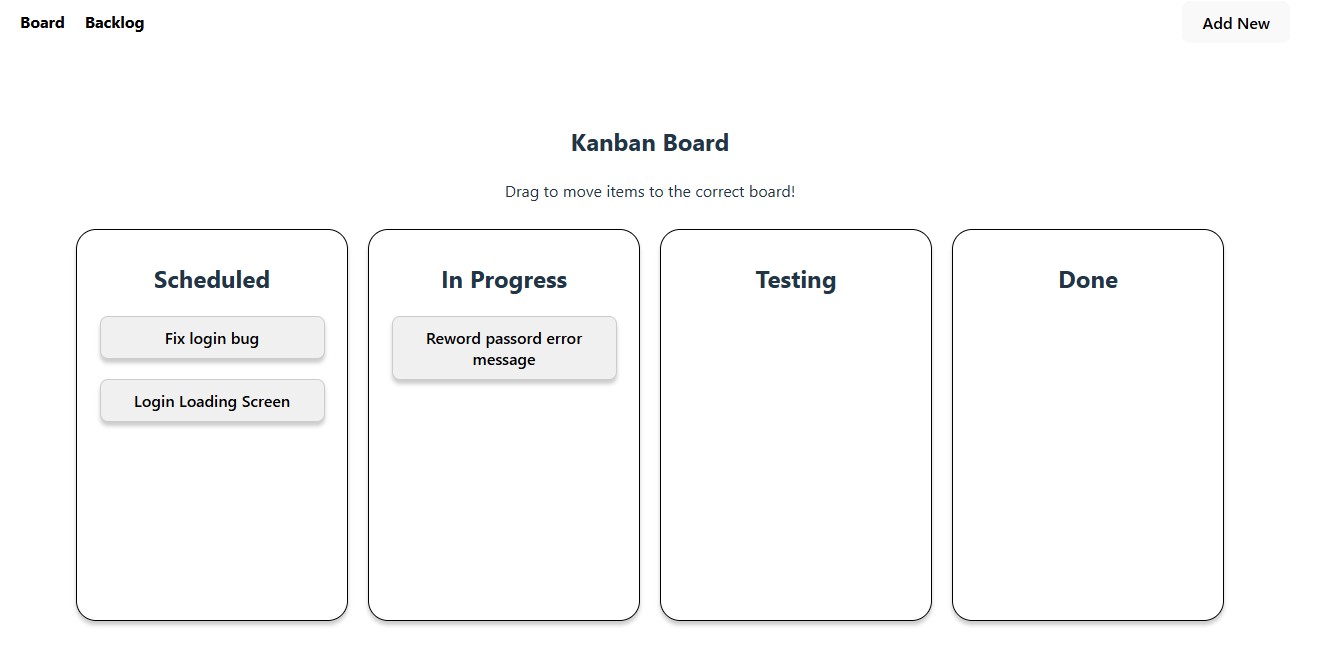 Board Backlog Add New
Kanban Board
Drag to move items to the correct board!
Scheduled
Fix login bug
Login Loading Screen
In Progress
Reword passord error
message
Testing
Done